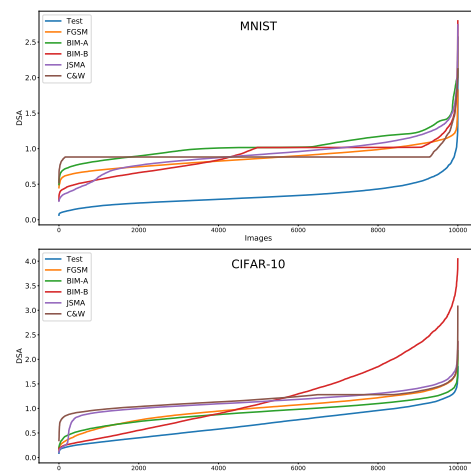 MNIST
Test
FGSM
BIM-A
BIM-B
JSMA
C&W
DSA
2.5
2.0
1.5
1.0
0.5
0.0
0 2000 4000 6000 8000 10000
Images
CIFAR-10
Test
FGSM
BIM-A
BIM-B
JSMA
C&W
DSA
4.0
3.5
3.0
2.5
2.0
1.5
1.0
0.5
0.0
0 2000 4000 6000 8000 10000